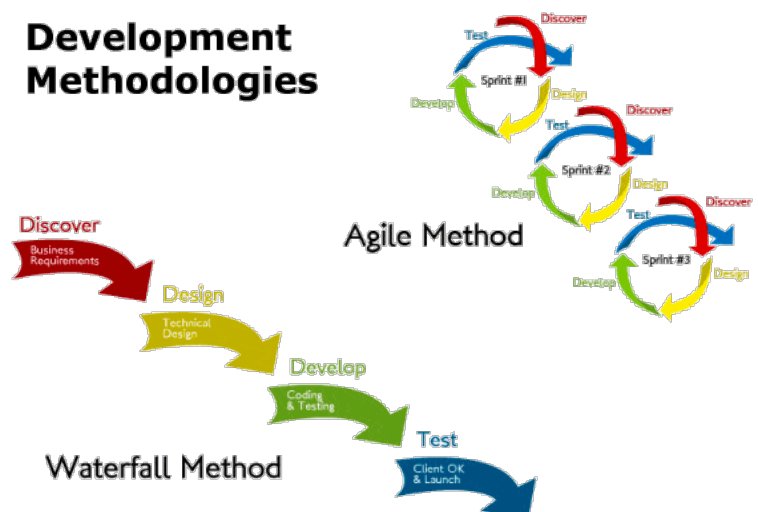 Development
Methodologies
Discover
Test
Sprint #1
Design
Develop
Discover
Test
Sprint #2
Design
Develop
Discover
Test
Sprint #3
Design
Develop
Agile Method
Discover
Business
Requirements
Design
Technical
Design
Develop
Coding
& Testing
Test
Client OK
& Launch
Waterfall Method